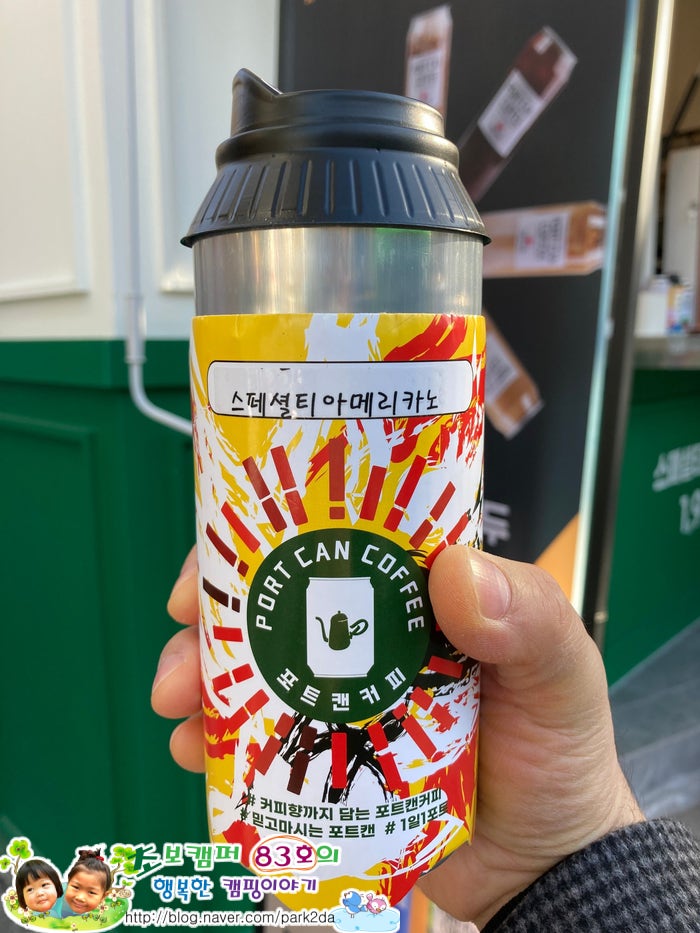 스페셜티아메리카노
PORT CAN COFFEE
포트캔커피
# 커피향까지 담는 포트캔커피
# 믿고마시는 포트캔 # 1일1포트
초보캠퍼 83호의
행복한 캠핑이야기
http://blog.naver.com/park2da